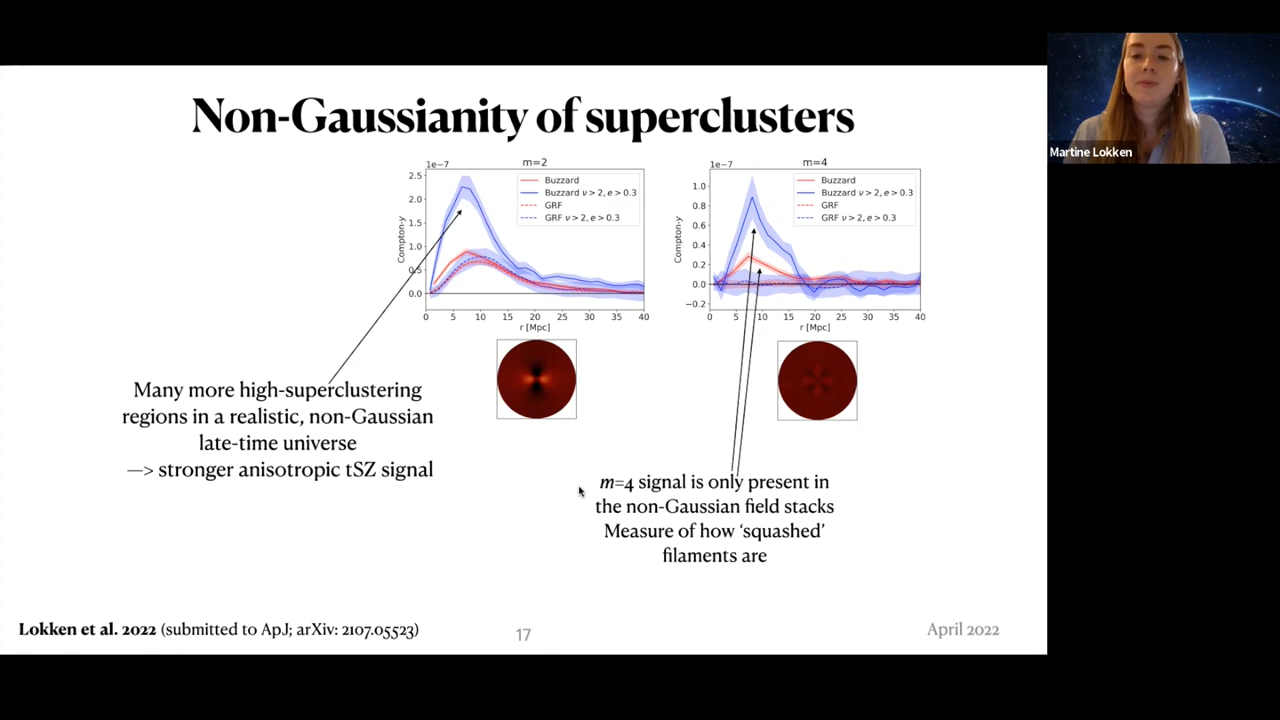 Non-Gaussianity of superclusters
1e−7
m=2
Buzzard
Buzzard ν > 2, e > 0.3
GRF
GRF ν > 2, e > 0.3
Compton-y
2.5
2.0
1.5
1.0
0.5
0.0
0 5 10 15 20 25 30 35 40
r [Mpc]
1e−7
m=4
Buzzard
Buzzard ν > 2, e > 0.3
GRF
GRF ν > 2, e > 0.3
Compton-y
1.0
0.8
0.6
0.4
0.2
0.0
−0.2
0 5 10 15 20 25 30 35 40
r [Mpc]
Many more high-superclustering
regions in a realistic, non-Gaussian
late-time universe
—> stronger anisotropic tSZ signal
m=4 signal is only present in
the non-Gaussian field stacks
Measure of how ‘squashed’
filaments are
Lokken et al. 2022 (submitted to ApJ; arXiv: 2107.05523)
17
April 2022
Martine Lokken